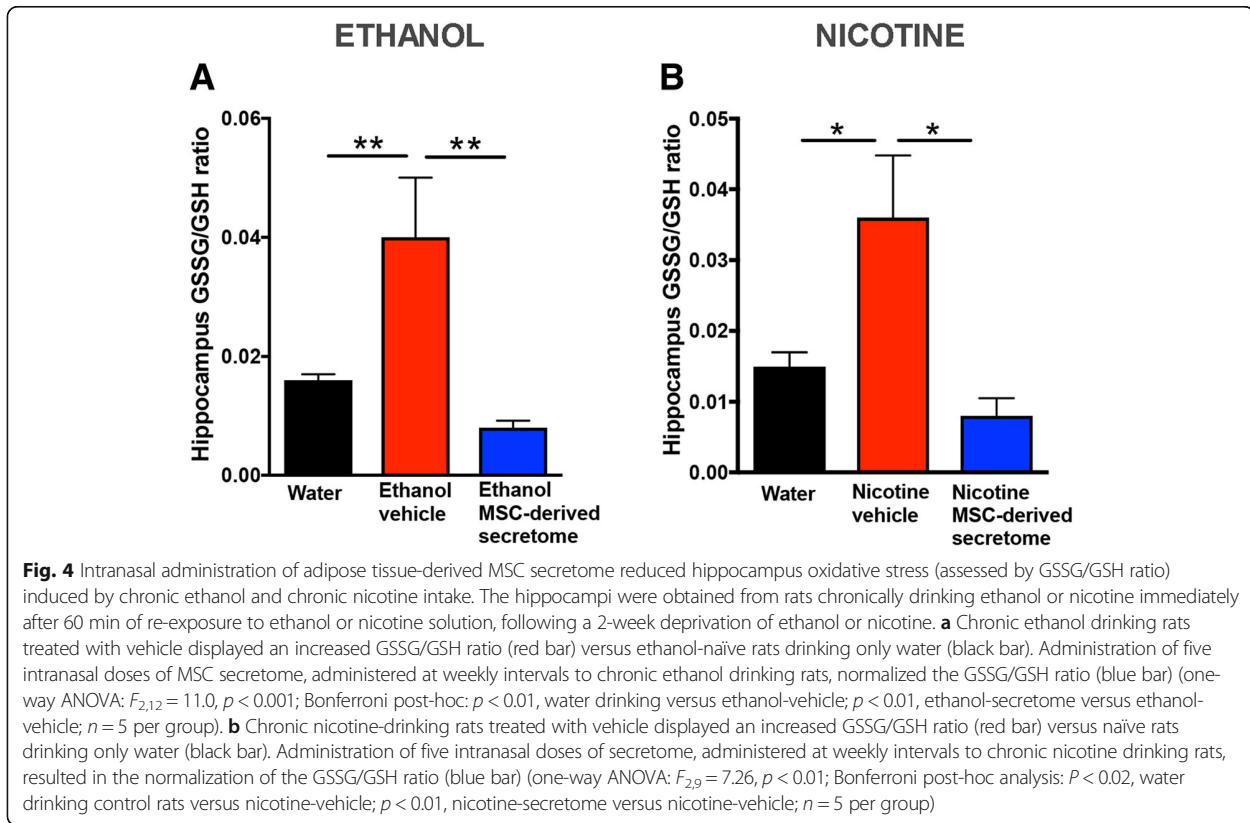 ETHANOL
NICOTINE
A
Hippocampus GSSG/GSH ratio
0.06
0.04
0.02
0.00
**
**
Water
Ethanol
vehicle
Ethanol
MSC-derived
secretome
B
Hippocampus GSSG/GSH ratio
0.05
0.04
0.03
0.02
0.01
0.00
*
*
Water
Nicotine
vehicle
Nicotine
MSC-derived
secretome
Fig. 4 Intranasal administration of adipose tissue-derived MSC secretome reduced hippocampus oxidative stress (assessed by GSSG/GSH ratio)
induced by chronic ethanol and chronic nicotine intake. The hippocampi were obtained from rats chronically drinking ethanol or nicotine immediately
after 60 min of re-exposure to ethanol or nicotine solution, following a 2-week deprivation of ethanol or nicotine. a Chronic ethanol drinking rats
treated with vehicle displayed an increased GSSG/GSH ratio (red bar) versus ethanol-naïve rats drinking only water (black bar). Administration of five
intranasal doses of MSC secretome, administered at weekly intervals to chronic ethanol drinking rats, normalized the GSSG/GSH ratio (blue bar) (one-
way ANOVA: F2,12 = 11.0, p < 0.001; Bonferroni post-hoc: p < 0.01, water drinking versus ethanol-vehicle; p < 0.01, ethanol-secretome versus ethanol-
vehicle; n = 5 per group). b Chronic nicotine-drinking rats treated with vehicle displayed an increased GSSG/GSH ratio (red bar) versus naïve rats
drinking only water (black bar). Administration of five intranasal doses of secretome, administered at weekly intervals to chronic nicotine drinking rats,
resulted in the normalization of the GSSG/GSH ratio (blue bar) (one-way ANOVA: F2,9 = 7.26, p < 0.01; Bonferroni post-hoc analysis: P < 0.02, water
drinking control rats versus nicotine-vehicle; p < 0.01, nicotine-secretome versus nicotine-vehicle; n = 5 per group)